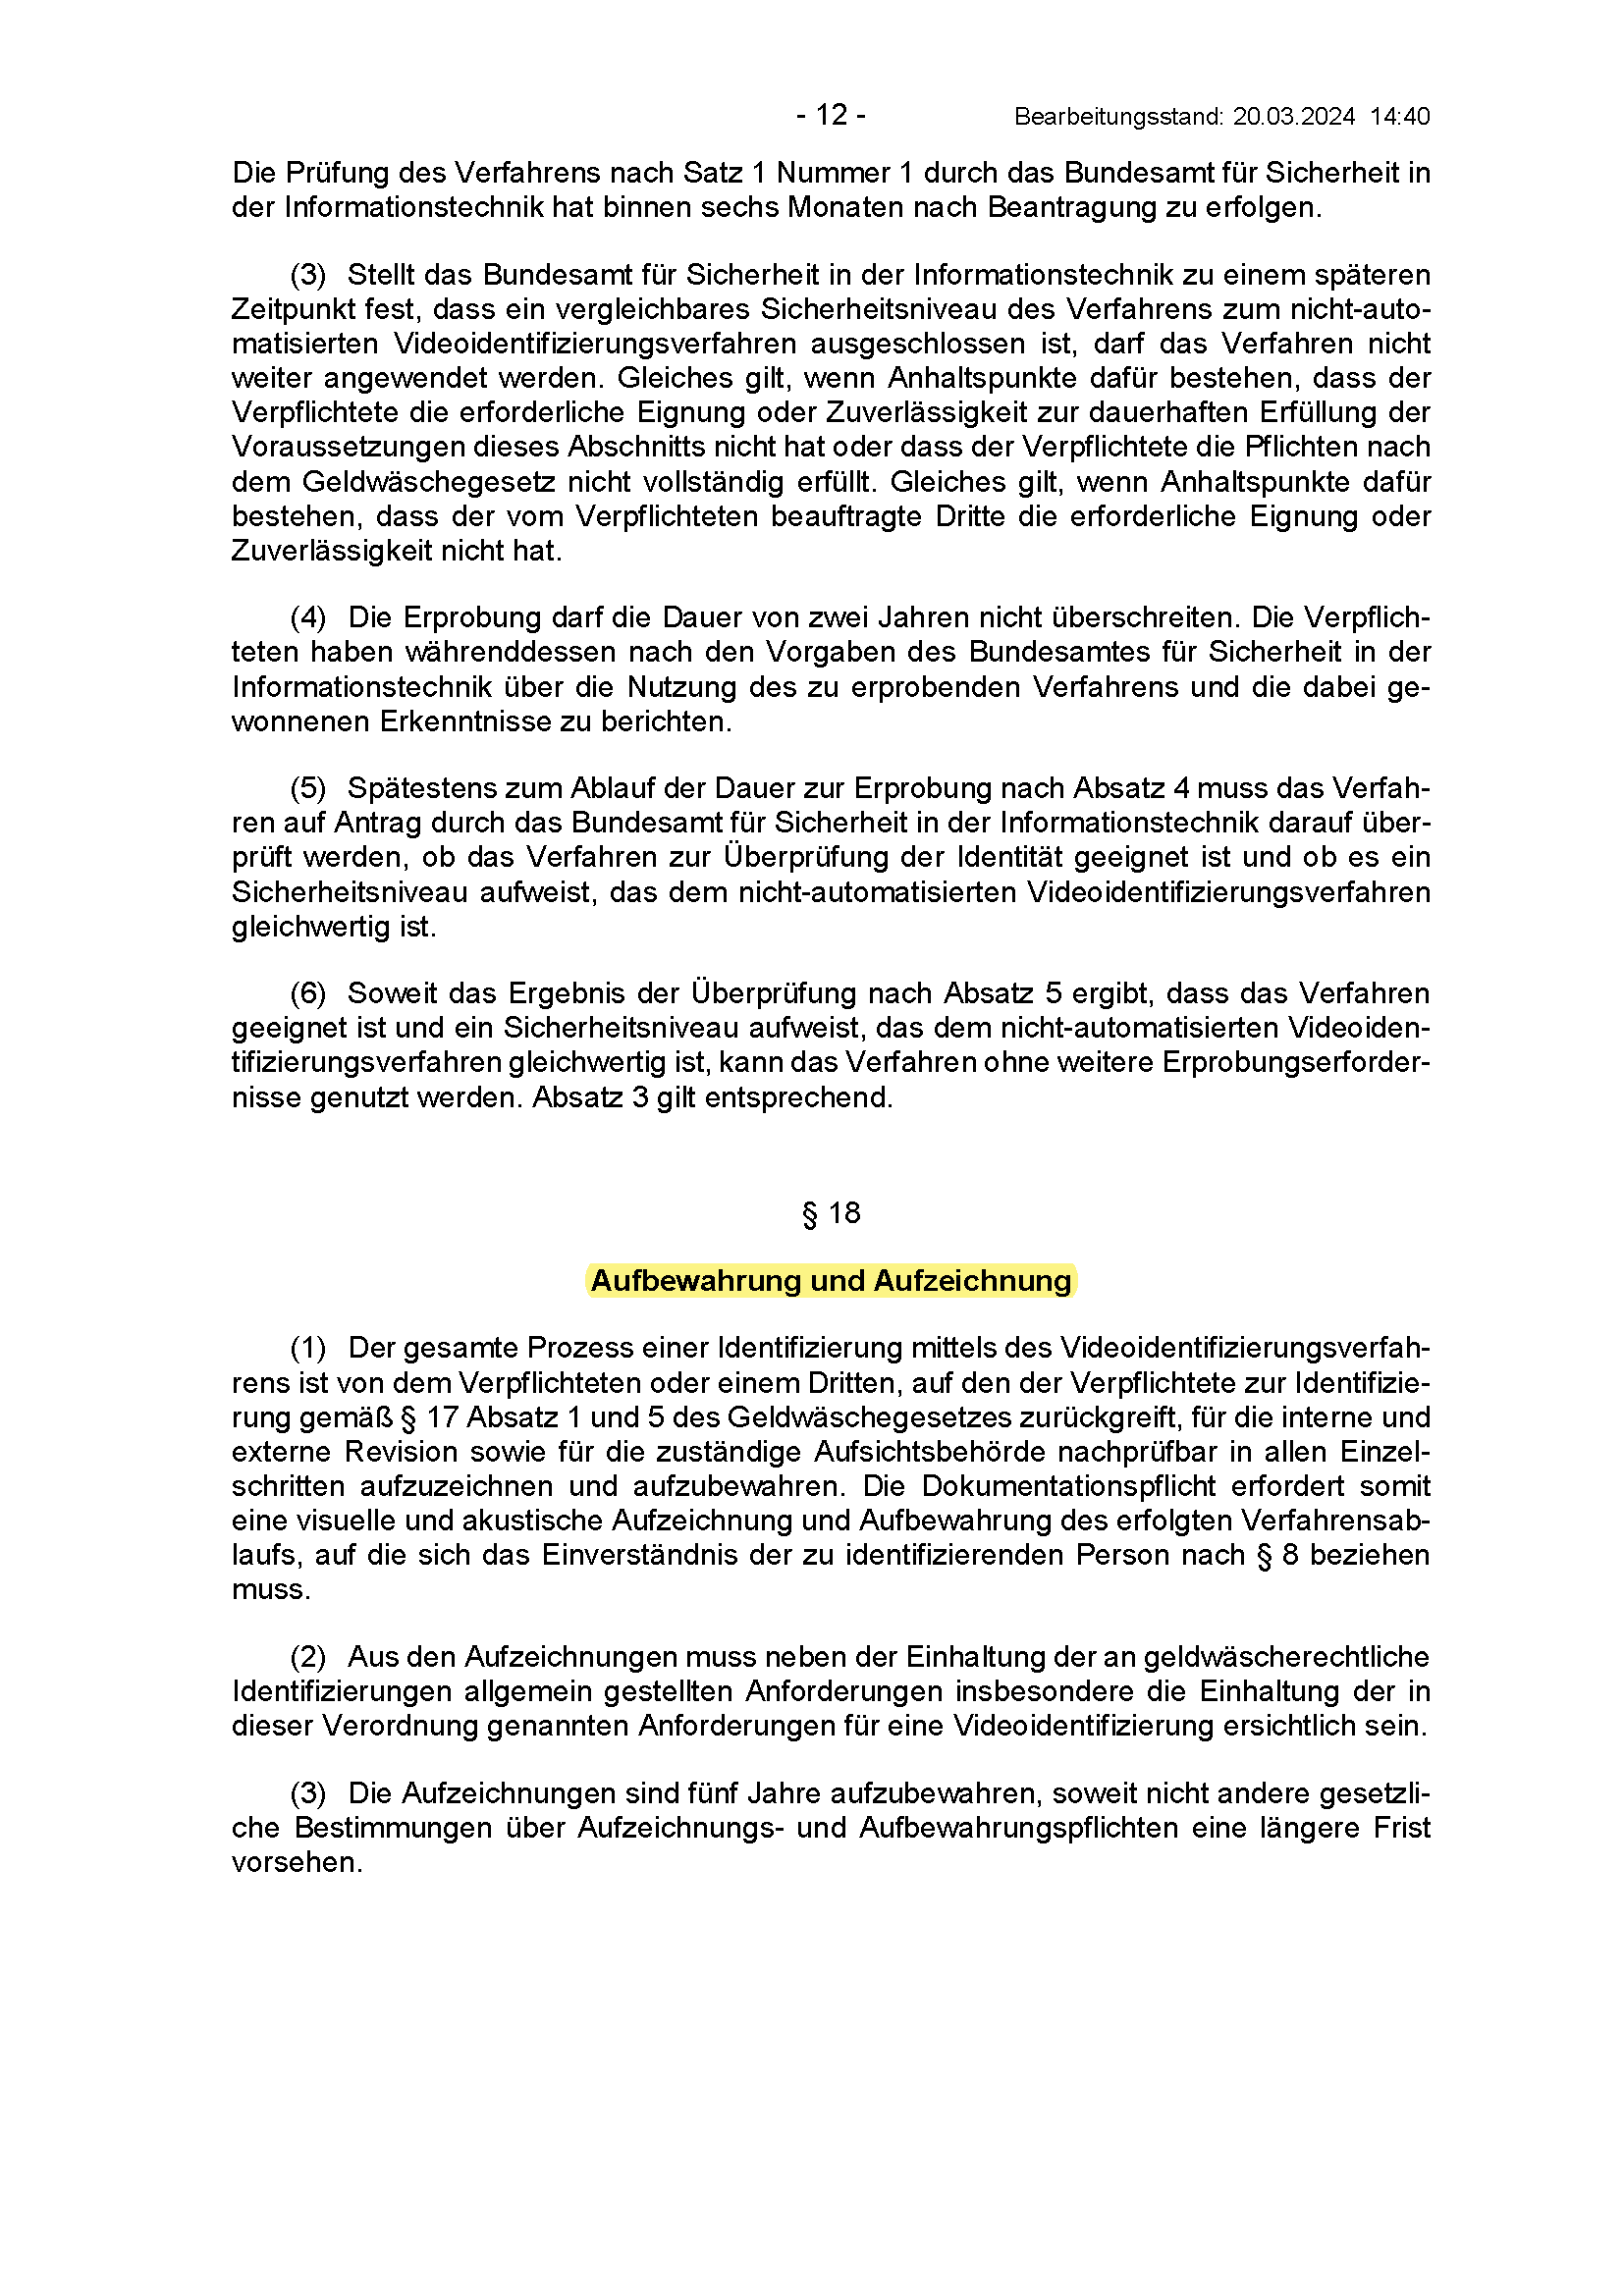 - 12 - Bearbeitungsstand: 20.03.2024 14:40
Die Prüfung des Verfahrens nach Satz 1 Nummer 1 durch das Bundesamt für Sicherheit in
der Informationstechnik hat binnen sechs Monaten nach Beantragung zu erfolgen.
(3) Stellt das Bundesamt für Sicherheit in der Informationstechnik zu einem späteren
Zeitpunkt fest, dass ein vergleichbares Sicherheitsniveau des Verfahrens zum nicht-auto-
matisierten Videoidentifizierungsverfahren ausgeschlossen ist, darf das Verfahren nicht
weiter angewendet werden. Gleiches gilt, wenn Anhaltspunkte dafür bestehen, dass der
Verpflichtete die erforderliche Eignung oder Zuverlässigkeit zur dauerhaften Erfüllung der
Voraussetzungen dieses Abschnitts nicht hat oder dass der Verpflichtete die Pflichten nach
dem Geldwäschegesetz nicht vollständig erfüllt. Gleiches gilt, wenn Anhaltspunkte dafür
bestehen, dass der vom Verpflichteten beauftragte Dritte die erforderliche Eignung oder
Zuverlässigkeit nicht hat.
(4) Die Erprobung darf die Dauer von zwei Jahren nicht überschreiten. Die Verpflich-
teten haben währenddessen nach den Vorgaben des Bundesamtes für Sicherheit in der
Informationstechnik über die Nutzung des zu erprobenden Verfahrens und die dabei ge-
wonnenen Erkenntnisse zu berichten.
(5) Spätestens zum Ablauf der Dauer zur Erprobung nach Absatz 4 muss das Verfah-
ren auf Antrag durch das Bundesamt für Sicherheit in der Informationstechnik darauf über-
prüft werden, ob das Verfahren zur Überprüfung der Identität geeignet ist und ob es ein
Sicherheitsniveau aufweist, das dem nicht-automatisierten Videoidentifizierungsverfahren
gleichwertig ist.
(6) Soweit das Ergebnis der Überprüfung nach Absatz 5 ergibt, dass das Verfahren
geeignet ist und ein Sicherheitsniveau aufweist, das dem nicht-automatisierten Videoiden-
tifizierungsverfahren gleichwertig ist, kann das Verfahren ohne weitere Erprobungserforder-
nisse genutzt werden. Absatz 3 gilt entsprechend.
§ 18
Aufbewahrung und Aufzeichnung
(1) Der gesamte Prozess einer Identifizierung mittels des Videoidentifizierungsverfah-
rens ist von dem Verpflichteten oder einem Dritten, auf den der Verpflichtete zur Identifizie-
rung gemäß § 17 Absatz 1 und 5 des Geldwäschegesetzes zurückgreift, für die interne und
externe Revision sowie für die zuständige Aufsichtsbehörde nachprüfbar in allen Einzel-
schritten aufzuzeichnen und aufzubewahren. Die Dokumentationspflicht erfordert somit
eine visuelle und akustische Aufzeichnung und Aufbewahrung des erfolgten Verfahrensab-
laufs, auf die sich das Einverständnis der zu identifizierenden Person nach § 8 beziehen
muss.
(2) Aus den Aufzeichnungen muss neben der Einhaltung der an geldwäscherechtliche
Identifizierungen allgemein gestellten Anforderungen insbesondere die Einhaltung der in
dieser Verordnung genannten Anforderungen für eine Videoidentifizierung ersichtlich sein.
(3) Die Aufzeichnungen sind fünf Jahre aufzubewahren, soweit nicht andere gesetzli-
che Bestimmungen über Aufzeichnungs- und Aufbewahrungspflichten eine längere Frist
vorsehen.